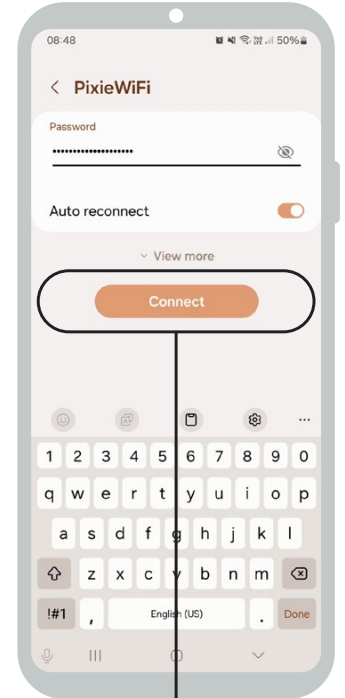 08:48 50%
PixieWiFi
Password
Auto reconnect
View more
Connect
1 2 3 4 5 6 7 8 9 0
q w e r t y u i o p
a s d f g h j k l
z x c v b n m
!#1 , English (US) . Done